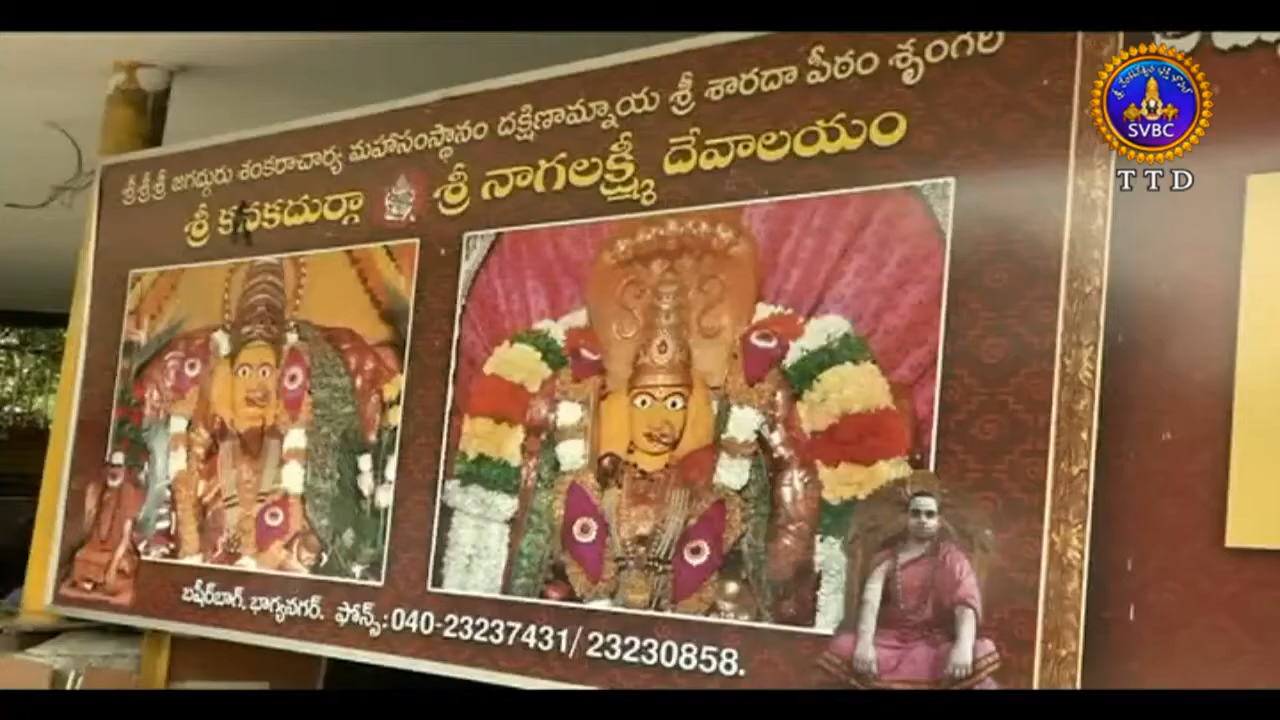 శ్రీశ్రీశ్రీ జగద్గురు శంకరాచార్య మహాసంస్థానం దక్షిణామ్నాయ శ్రీ శారదా పీఠం శృంగేరి
శ్రీ కనకదుర్గా శ్రీ నాగలక్ష్మీ దేవాలయం
బషీర్‌బాగ్, భాగ్యనగర్. ఫోన్స్:040-23237431/ 23230858.
SVBC
TTD